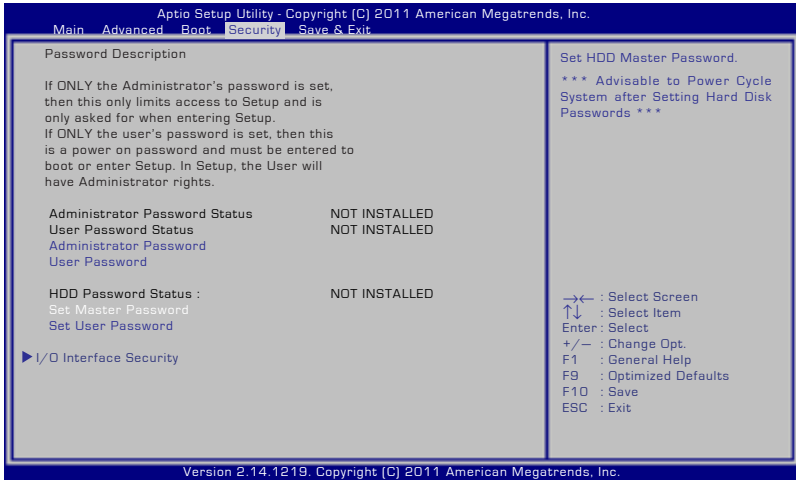 Aptio Setup Utility - Copyright (C) 2011 American Megatrends, Inc.
Main Advanced Boot Security Save & Exit
Password Description
If ONLY the Administrator's password is set,
then this only limits access to Setup and is
only asked for when entering Setup.
If ONLY the user's password is set, then this
is a power on password and must be entered to
boot or enter Setup. In Setup, the User will
have Administrator rights.
Administrator Password Status NOT INSTALLED
User Password Status NOT INSTALLED
Administrator Password
User Password
HDD Password Status : NOT INSTALLED
Set Master Password
Set User Password
▶I/O Interface Security
Set HDD Master Password.
*** Advisable to Power Cycle
System after Setting Hard Disk
Passwords ***
→← : Select Screen
↑↓ : Select Item
Enter : Select
+/— : Change Opt.
F1 : General Help
F9 : Optimized Defaults
F10 : Save
ESC : Exit
Version 2.14.1219. Copyright (C) 2011 American Megatrends, Inc.